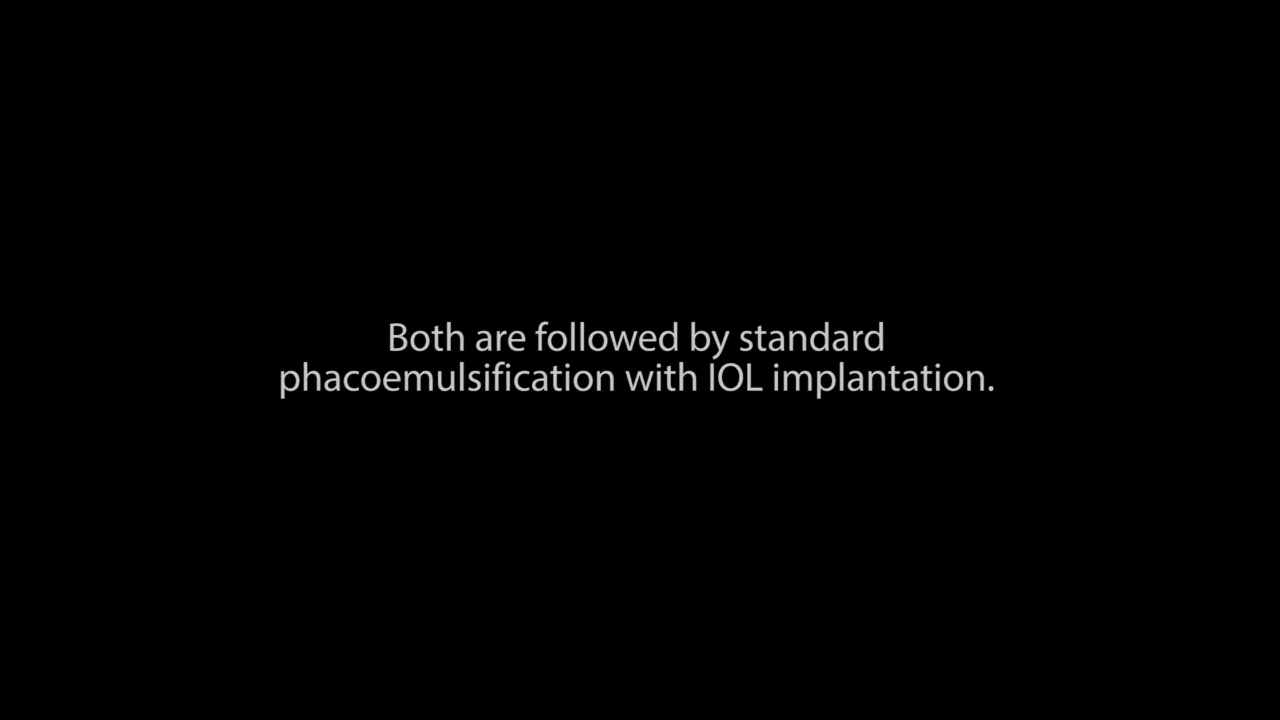 Both are followed by standard
phacoemulsification with IOL implantation.